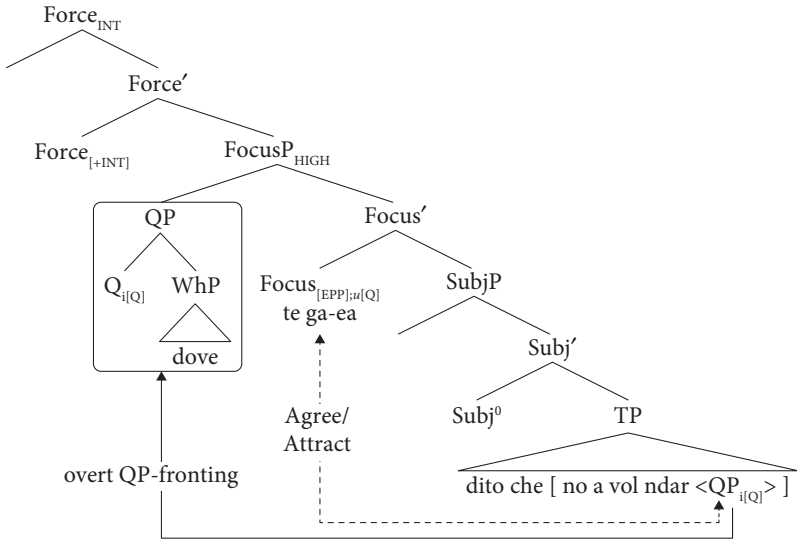 Force_INT
Force′
Force_[+INT] FocusP_HIGH
QP Focus′
Q_i[Q] WhP Focus_[EPP];u[Q] SubjP
te ga-ea
dove Subj′
Agree/ Subj⁰ TP
Attract
overt QP-fronting
dito che [ no a vol ndar <QP_i[Q]> ]